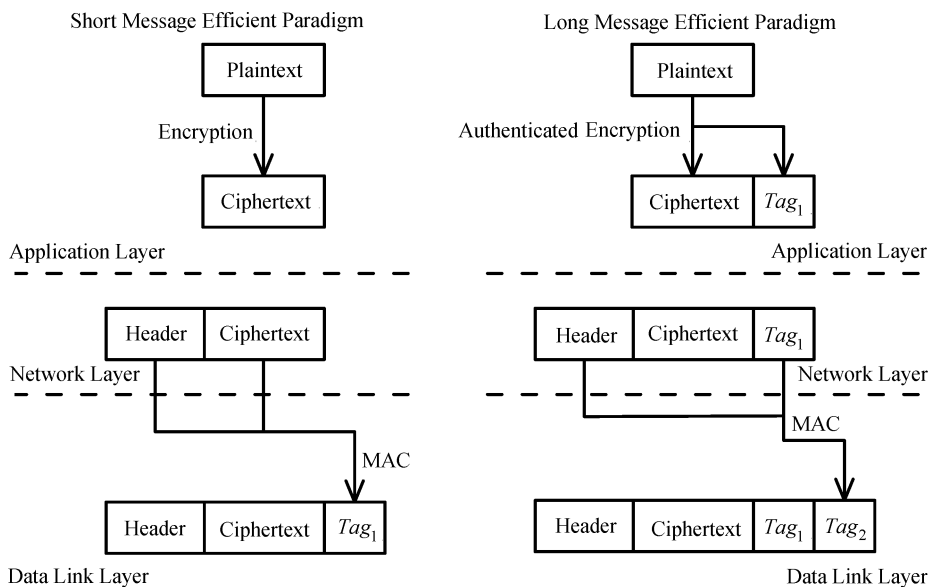 Short Message Efficient Paradigm
Plaintext
Encryption
Ciphertext
Application Layer
Header
Ciphertext
Network Layer
MAC
Header
Ciphertext
Tag₁
Data Link Layer
Long Message Efficient Paradigm
Plaintext
Authenticated Encryption
Ciphertext
Tag₁
Application Layer
Header
Ciphertext
Tag₁
Network Layer
MAC
Header
Ciphertext
Tag₁
Tag₂
Data Link Layer